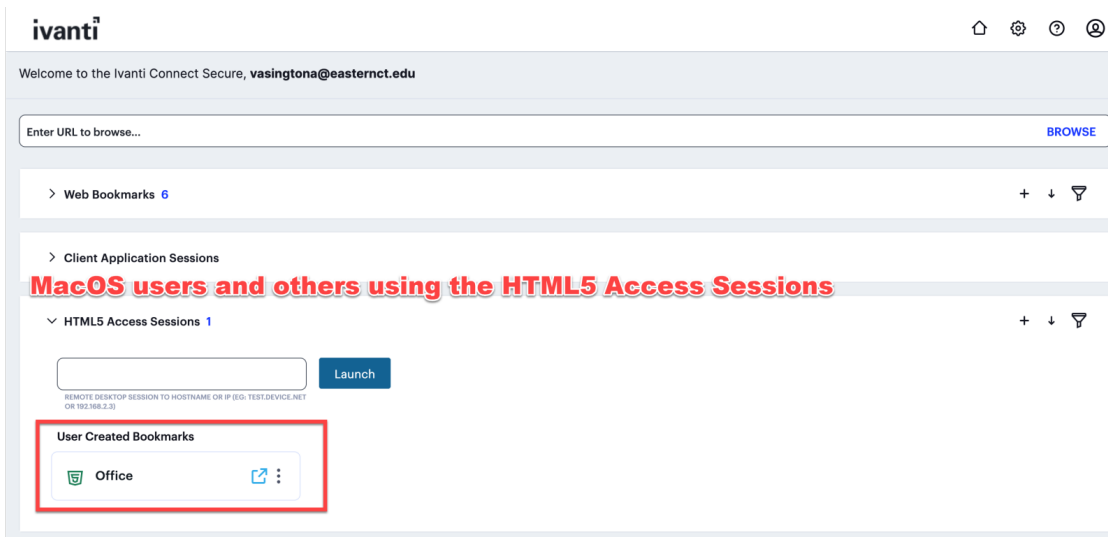 ivanti
Welcome to the Ivanti Connect Secure, vasingtona@easternct.edu
Enter URL to browse... BROWSE
Web Bookmarks 6
Client Application Sessions
MacOS users and others using the HTML5 Access Sessions
HTML5 Access Sessions 1
Launch
REMOTE DESKTOP SESSION TO HOSTNAME OR IP (EG: TEST.DEVICE.NET
OR 192.168.2.3)
User Created Bookmarks
Office